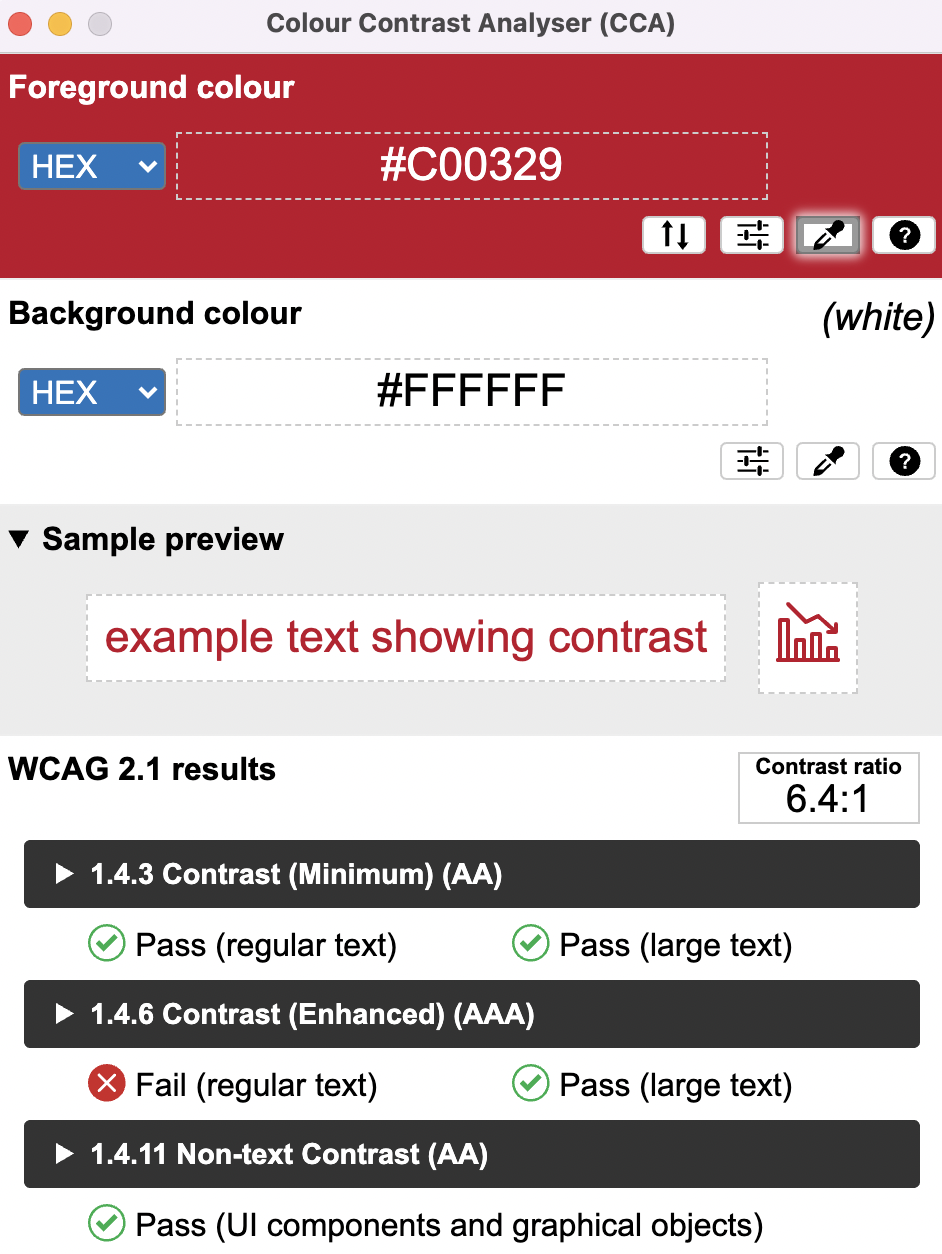 Colour Contrast Analyser (CCA)
Foreground colour
HEX #C00329
?
Background colour (white)
HEX #FFFFFF
?
Sample preview
example text showing contrast
WCAG 2.1 results
Contrast ratio
6.4:1
1.4.3 Contrast (Minimum) (AA)
Pass (regular text) Pass (large text)
1.4.6 Contrast (Enhanced) (AAA)
Fail (regular text) Pass (large text)
1.4.11 Non-text Contrast (AA)
Pass (UI components and graphical objects)